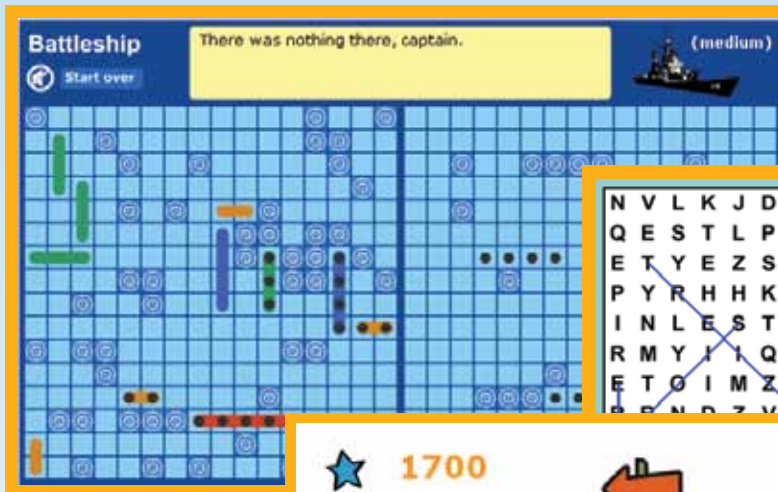 Battleship
There was nothing there, captain.
(medium)
Start over
N V L K J D
Q E S T L P
E T Y E Z S
P Y R H H K
I N L E S T
R M Y I I Q
E T O I M Z
1700